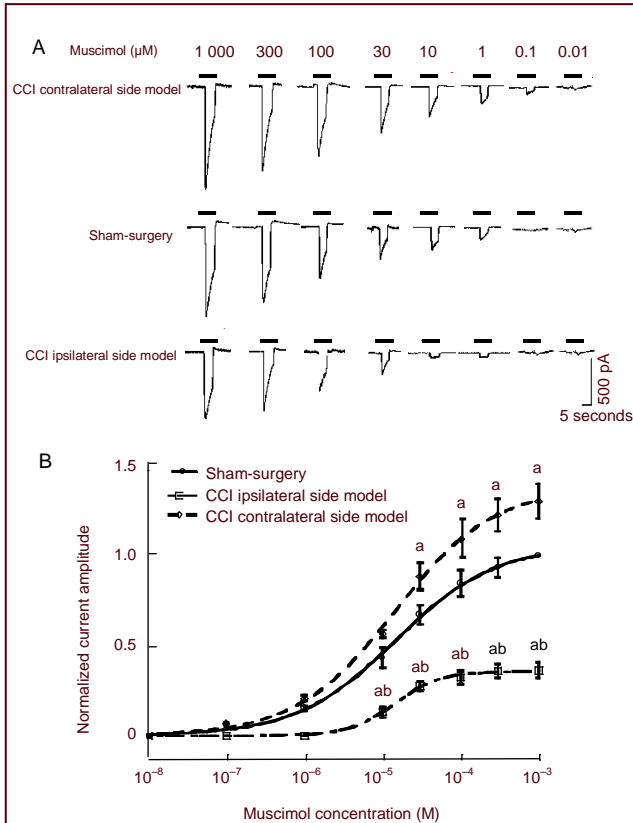 A
Muscimol (µM) 1 000 300 100 30 10 1 0.1 0.01
CCI contralateral side model
Sham-surgery
CCI ipsilateral side model
500 pA
5 seconds
B
Normalized current amplitude
1.5
1.0
0.5
0
Sham-surgery
CCI ipsilateral side model
CCI contralateral side model
a a a a
ab ab ab ab ab
10⁻⁸ 10⁻⁷ 10⁻⁶ 10⁻⁵ 10⁻⁴ 10⁻³
Muscimol concentration (M)